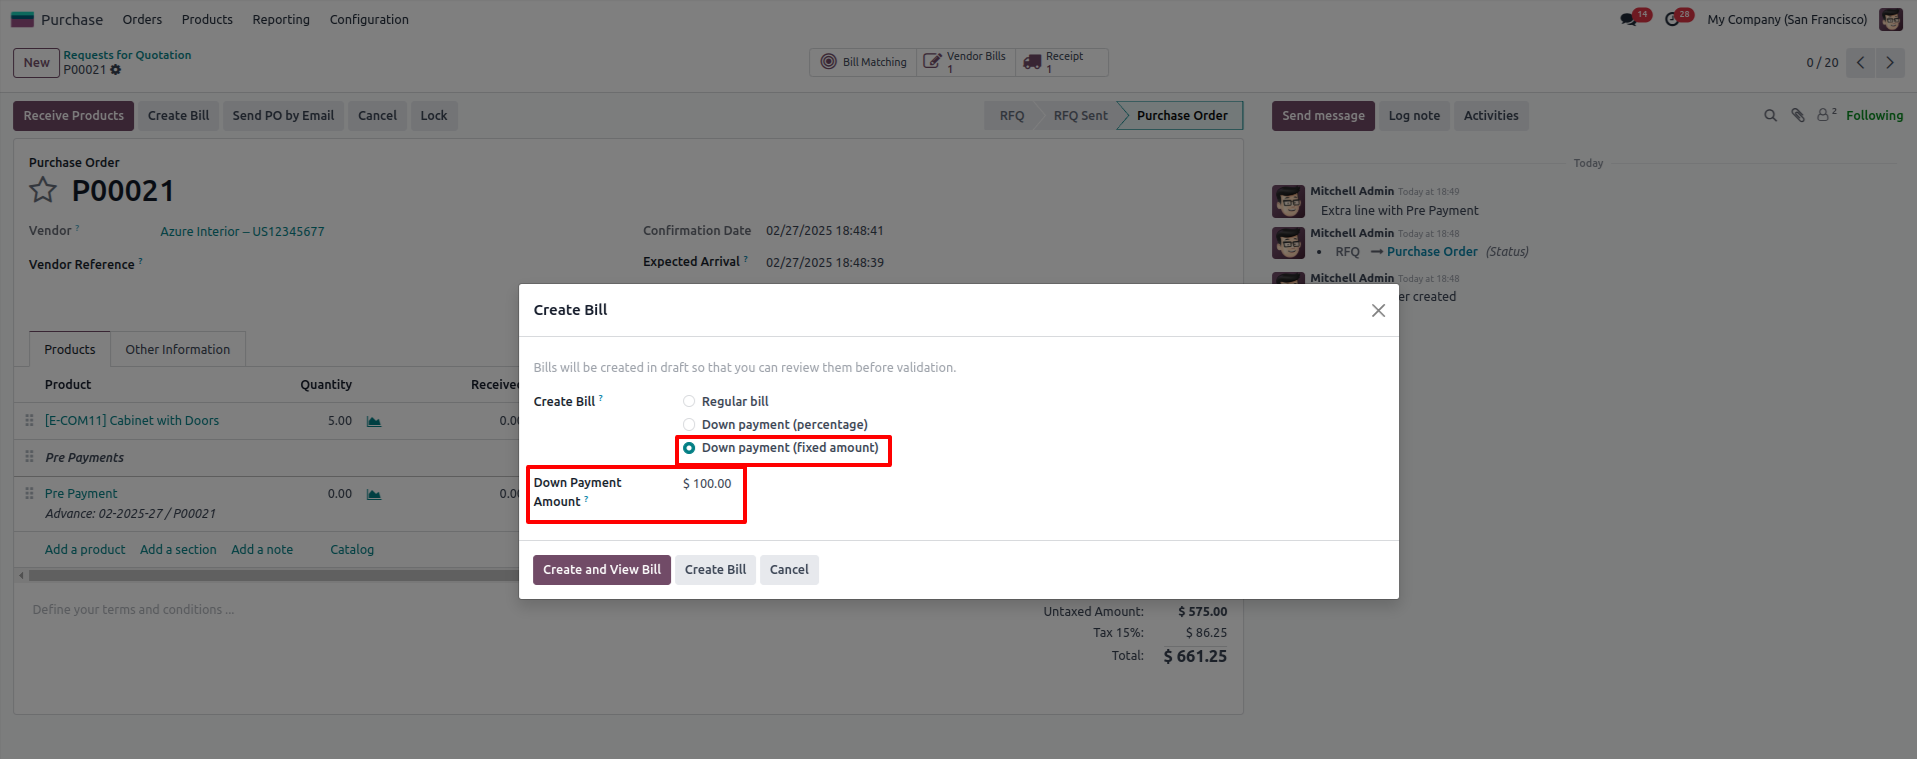 Purchase Orders Products Reporting Configuration 14 28 My Company (San Francisco)
New Requests for Quotation Bill Matching Vendor Bills Receipt 0 / 20
P00021 1 1
Receive Products Create Bill Send PO by Email Cancel Lock RFQ RFQ Sent Purchase Order Send message Log note Activities 2 Following
Purchase Order
P00021
Vendor ? Azure Interior – US12345677
Vendor Reference ?
Confirmation Date 02/27/2025 18:48:41
Expected Arrival ? 02/27/2025 18:48:39
Products Other Information
Product Quantity Received
[E-COM11] Cabinet with Doors 5.00 0.00
Pre Payments
Pre Payment 0.00 0.00
Advance: 02-2025-27 / P00021
Add a product Add a section Add a note Catalog
Define your terms and conditions ...
Untaxed Amount: $ 575.00
Tax 15%: $ 86.25
Total: $ 661.25
Create Bill
Bills will be created in draft so that you can review them before validation.
Create Bill ? Regular bill
Down payment (percentage)
Down payment (fixed amount)
Down Payment $ 100.00
Amount ?
Create and View Bill Create Bill Cancel
Today
Mitchell Admin Today at 18:49
Extra line with Pre Payment
Mitchell Admin Today at 18:48
• RFQ → Purchase Order (Status)
Mitchell Admin Today at 18:48
er created